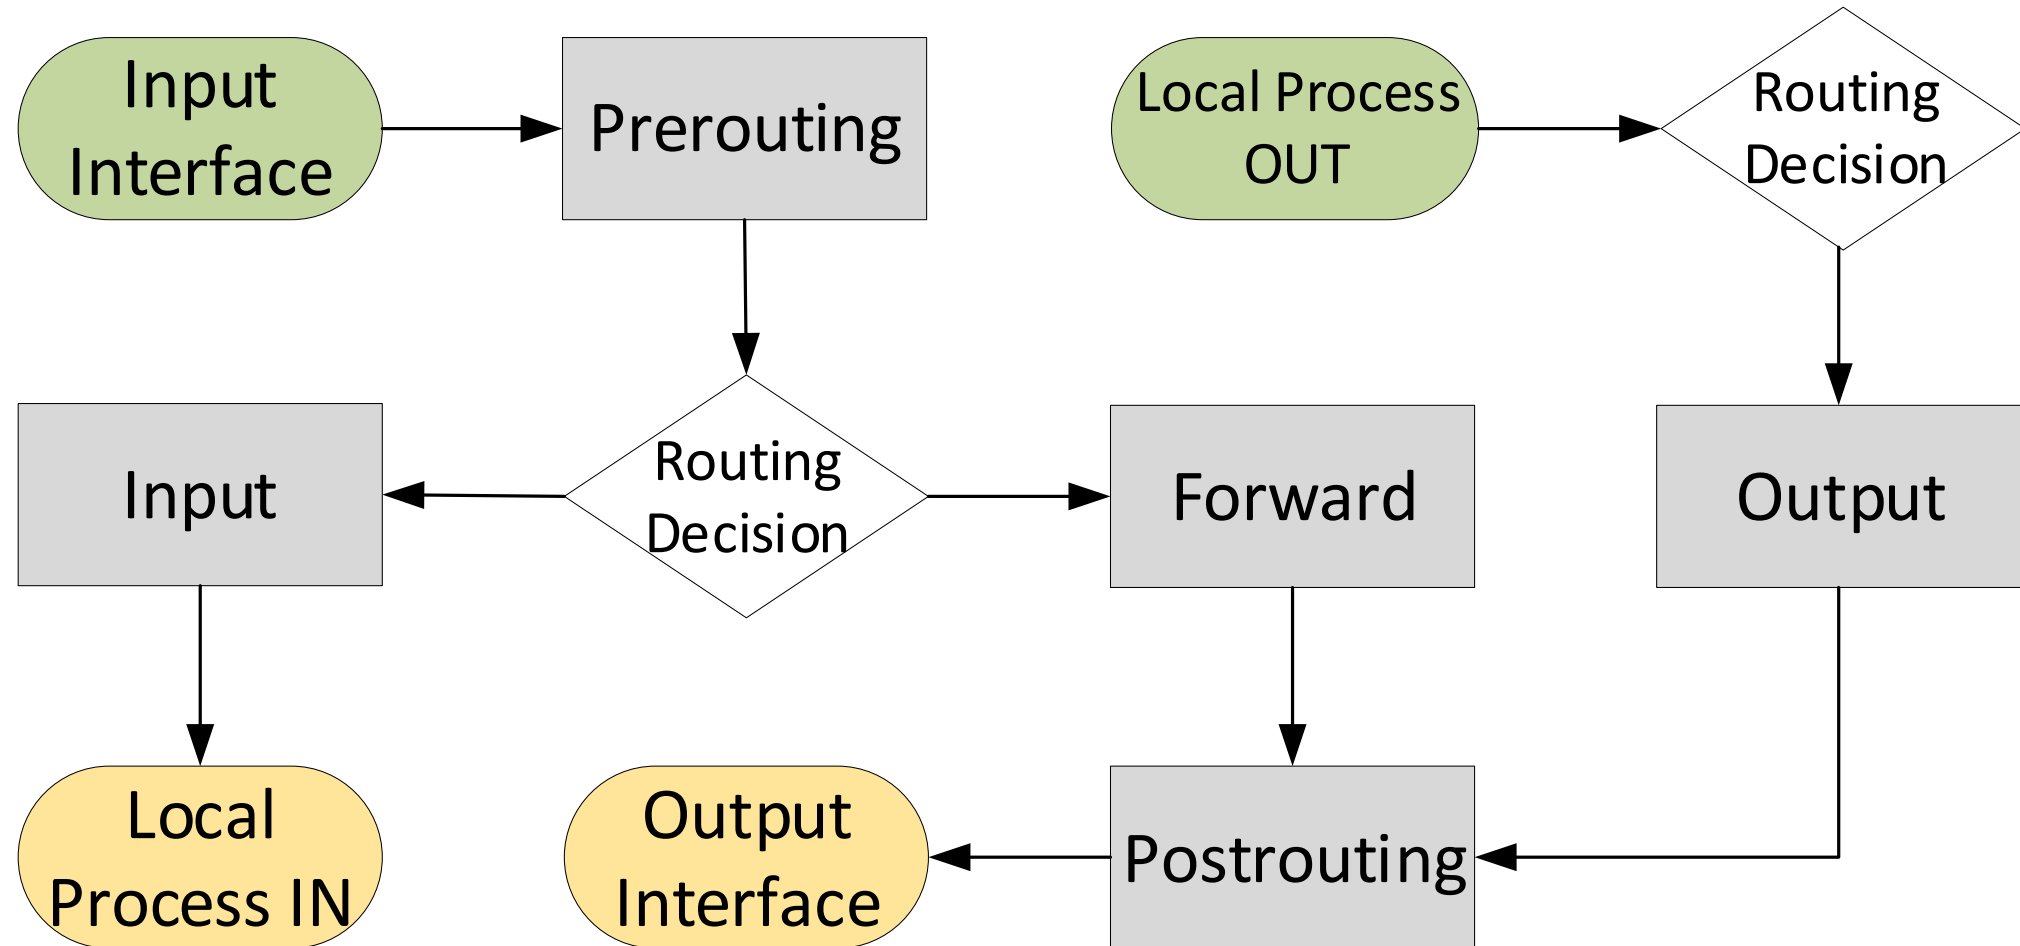 Input
Interface
Prerouting
Local Process
OUT
Routing
Decision
Input
Routing
Decision
Forward
Output
Local
Process IN
Output
Interface
Postrouting